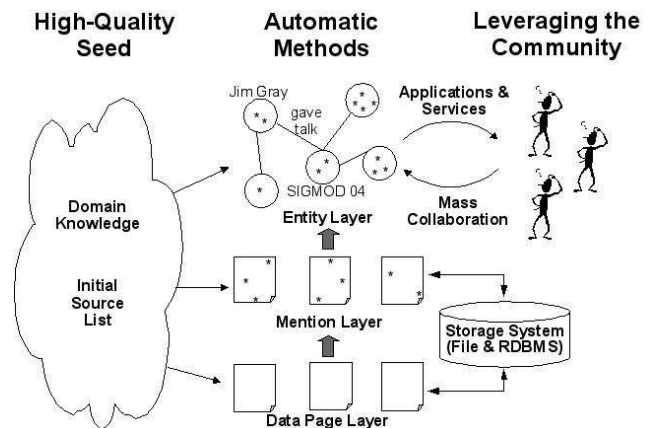 High-Quality
Seed
Automatic
Methods
Leveraging the
Community
Jim Gray
gave
talk
SIGMOD 04
Entity Layer
Applications &
Services
Mass
Collaboration
Domain
Knowledge
Initial
Source
List
Mention Layer
Storage System
(File & RDBMS)
Data Page Layer